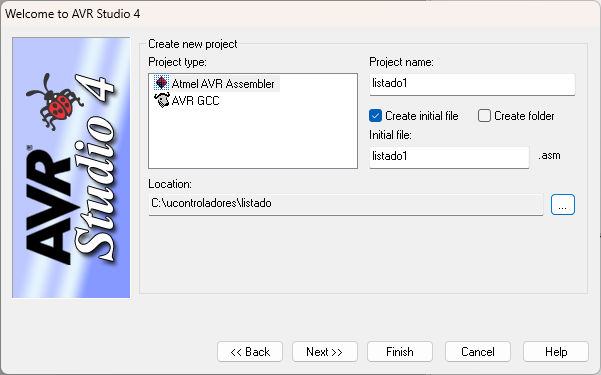 Welcome to AVR Studio 4
AVR®
Studio 4
Create new project
Project type:
Atmel AVR Assembler
AVR GCC
Project name:
listado1
Create initial file
Create folder
Initial file:
listado1
.asm
Location:
C:\ucontroladores\listado
...
<< Back
Next >>
Finish
Cancel
Help